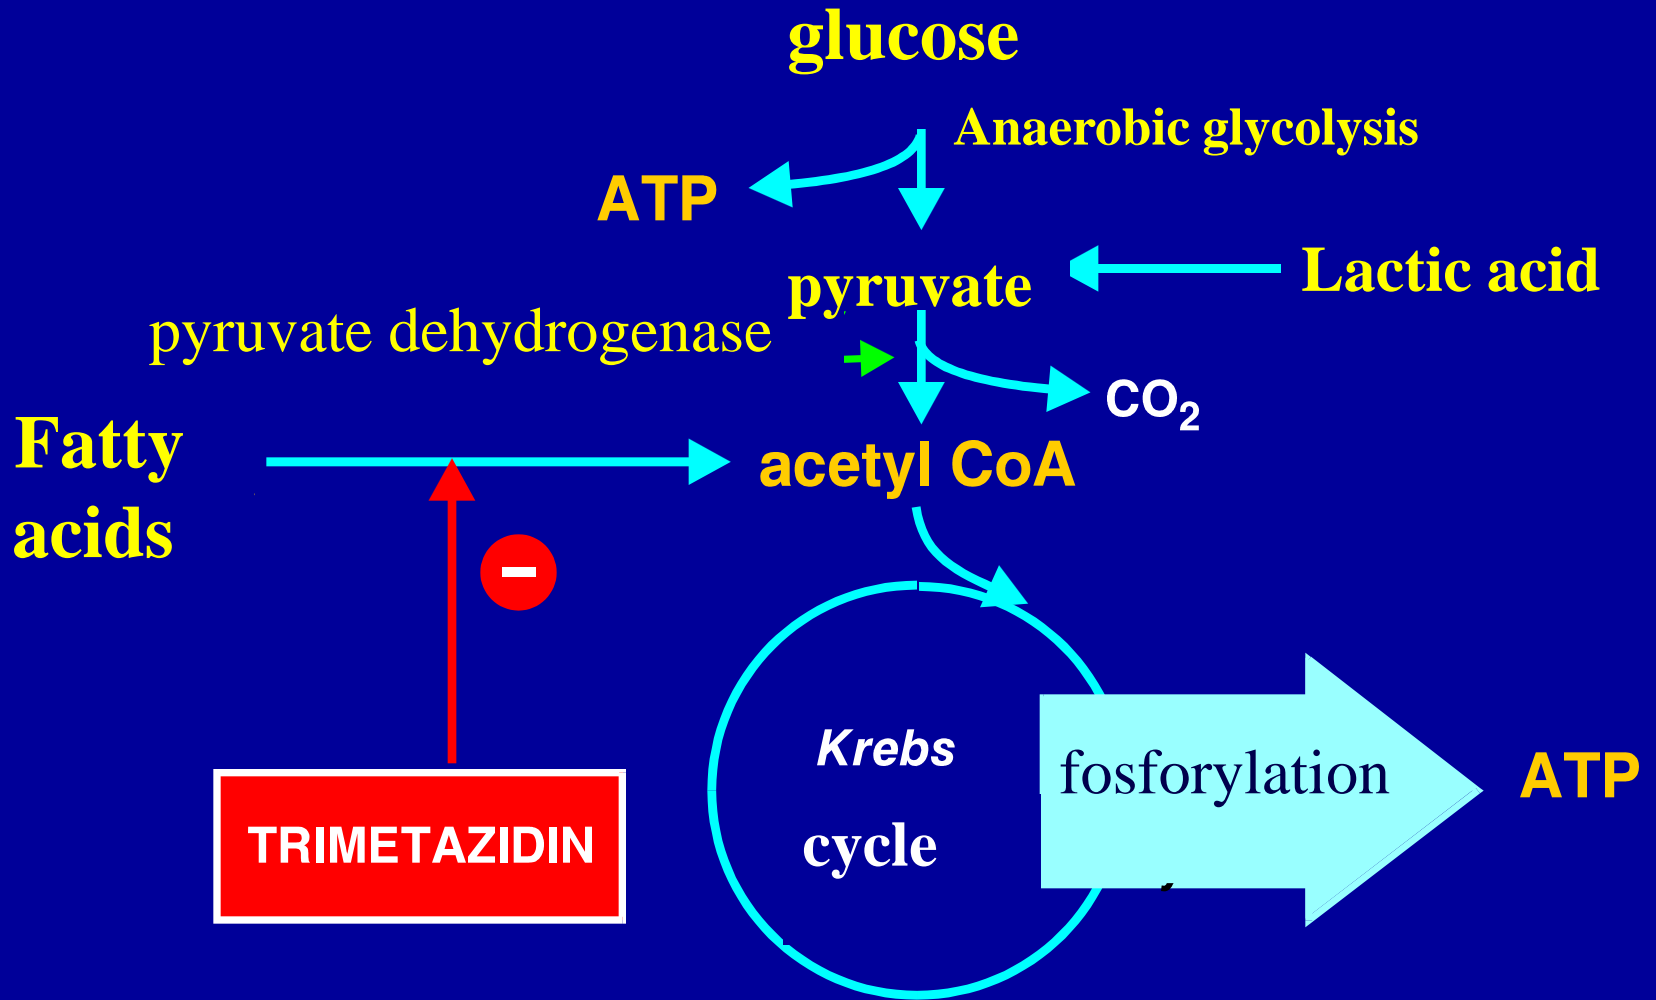 glucose
Anaerobic glycolysis
ATP
pyruvate
Lactic acid
pyruvate dehydrogenase
CO₂
Fatty
acids
acetyl CoA
–
Krebs
cycle
fosforylation
ATP
TRIMETAZIDIN